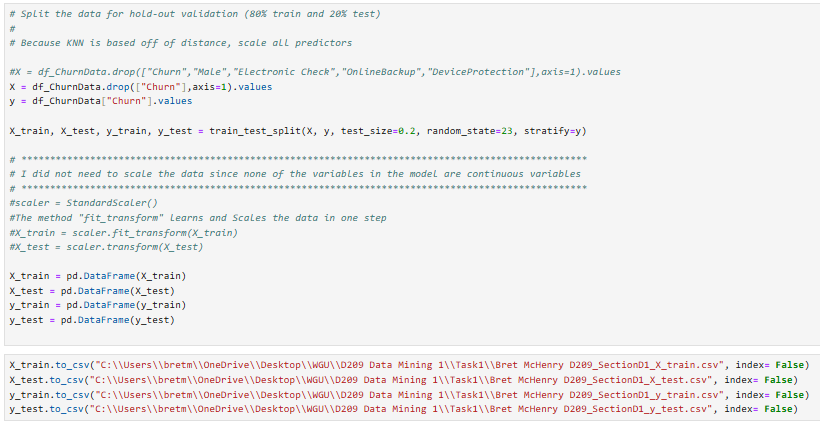 # Split the data for hold-out validation (80% train and 20% test)
#
# Because KNN is based off of distance, scale all predictors
#X = df_ChurnData.drop(["Churn","Male","Electronic Check","OnlineBackup","DeviceProtection"],axis=1).values
X = df_ChurnData.drop(["Churn"],axis=1).values
y = df_ChurnData["Churn"].values
X_train, X_test, y_train, y_test = train_test_split(X, y, test_size=0.2, random_state=23, stratify=y)
# ***************************************************************************************************
# I did not need to scale the data since none of the variables in the model are continuous variables
# ***************************************************************************************************
#scaler = StandardScaler()
#The method "fit_transform" learns and Scales the data in one step
#X_train = scaler.fit_transform(X_train)
#X_test = scaler.transform(X_test)
X_train = pd.DataFrame(X_train)
X_test = pd.DataFrame(X_test)
y_train = pd.DataFrame(y_train)
y_test = pd.DataFrame(y_test)
X_train.to_csv("C:\\Users\\bretm\\OneDrive\\Desktop\\WGU\\D209 Data Mining 1\\Task1\\Bret McHenry D209_SectionD1_X_train.csv", index= False)
X_test.to_csv("C:\\Users\\bretm\\OneDrive\\Desktop\\WGU\\D209 Data Mining 1\\Task1\\Bret McHenry D209_SectionD1_X_test.csv", index= False)
y_train.to_csv("C:\\Users\\bretm\\OneDrive\\Desktop\\WGU\\D209 Data Mining 1\\Task1\\Bret McHenry D209_SectionD1_y_train.csv", index= False)
y_test.to_csv("C:\\Users\\bretm\\OneDrive\\Desktop\\WGU\\D209 Data Mining 1\\Task1\\Bret McHenry D209_SectionD1_y_test.csv", index= False)